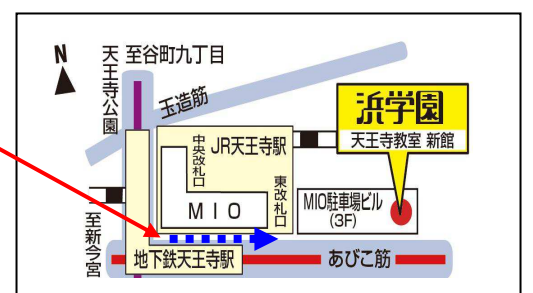 N
天王寺公園
至谷町九丁目
玉造筋
浜学園
天王寺教室 新館
中央改札口
JR天王寺駅
東改札口
MIO
MIO駐車場ビル
(3F)
至新今宮
地下鉄天王寺駅
あびこ筋